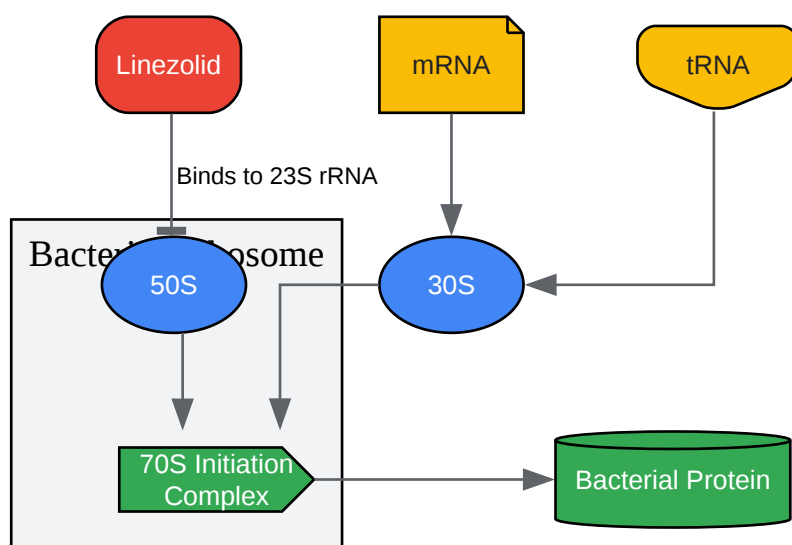 Linezolid
mRNA
tRNA
Binds to 23S rRNA
50S
30S
70S Initiation
Complex
Bacterial Protein